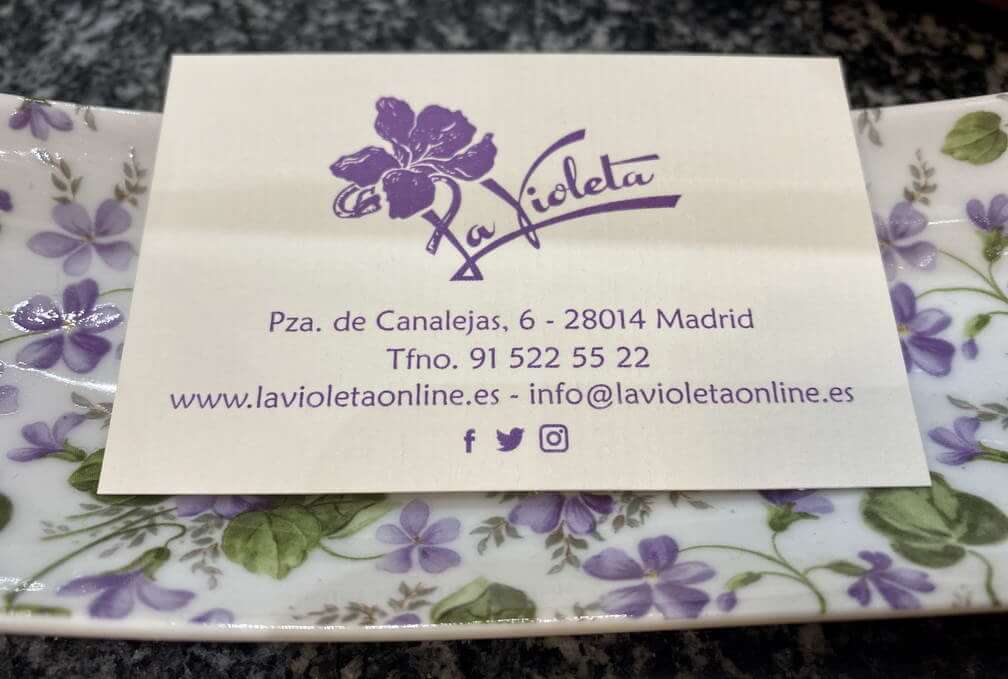 La Violeta
Pza. de Canalejas, 6 - 28014 Madrid
Tfno. 91 522 55 22
www.lavioletaonline.es - info@lavioletaonline.es